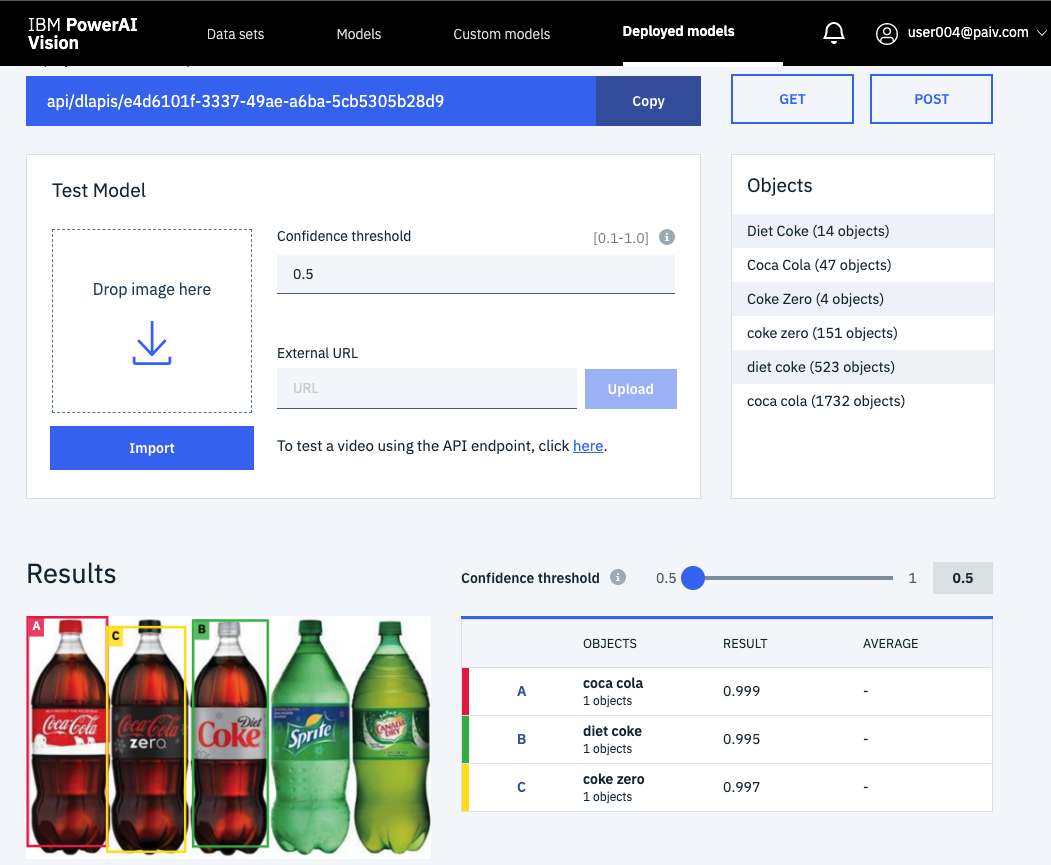 IBM PowerAI
Vision
Data sets
Models
Custom models
Deployed models
user004@paiv.com
api/dlapis/e4d6101f-3337-49ae-a6ba-5cb5305b28d9
Copy
GET
POST
Test Model
Drop image here
Import
Confidence threshold
[0.1-1.0]
0.5
External URL
URL
Upload
To test a video using the API endpoint, click here.
Objects
Diet Coke (14 objects)
Coca Cola (47 objects)
Coke Zero (4 objects)
coke zero (151 objects)
diet coke (523 objects)
coca cola (1732 objects)
Results
Confidence threshold
0.5
1
0.5
A
C
B
Coca-Cola
Coca-Cola
zero
Diet
Coke
Sprite
CANADA
DRY
OBJECTS RESULT AVERAGE
A coca cola 0.999 -
1 objects
B diet coke 0.995 -
1 objects
C coke zero 0.997 -
1 objects